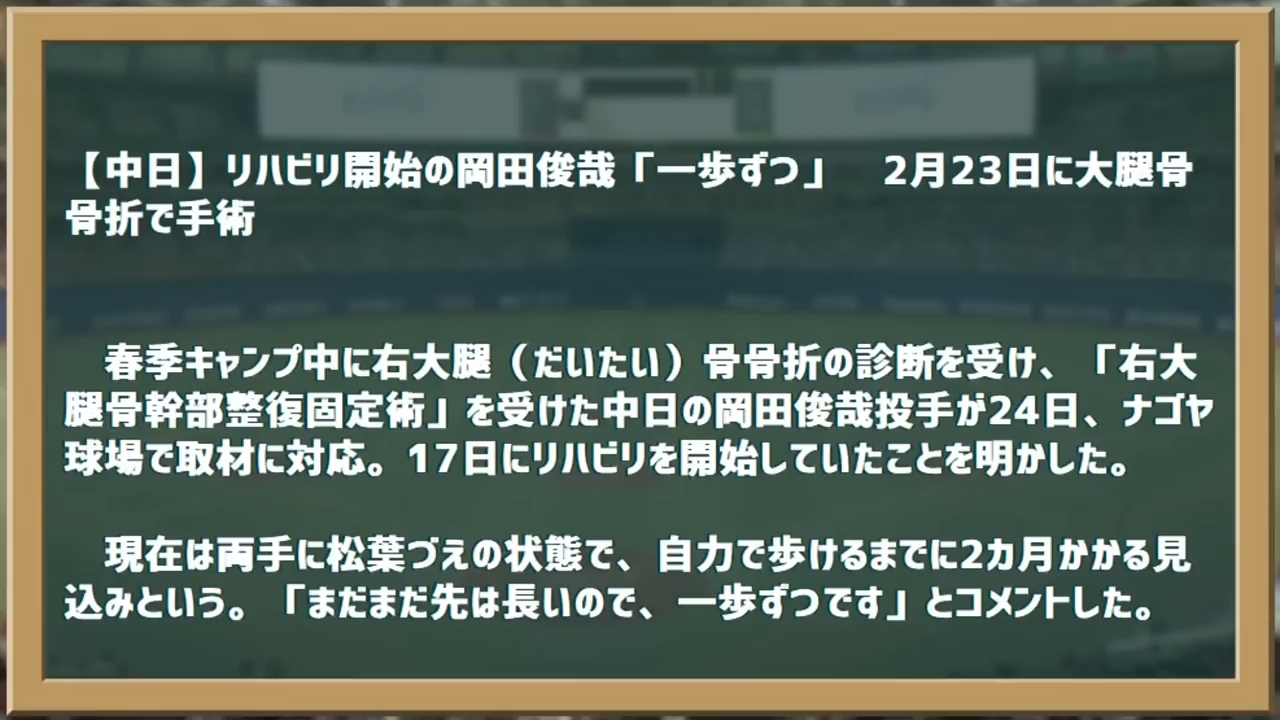 【中日】リハビリ開始の岡田俊哉「一歩ずつ」　2月23日に大腿骨
骨折で手術
春季キャンプ中に右大腿（だいたい）骨骨折の診断を受け、「右大
腿骨幹部整復固定術」を受けた中日の岡田俊哉投手が24日、ナゴヤ
球場で取材に対応。17日にリハビリを開始していたことを明かした。
現在は両手に松葉づえの状態で、自力で歩けるまでに2カ月かかる見
込みという。「まだまだ先は長いので、一歩ずつです」とコメントした。